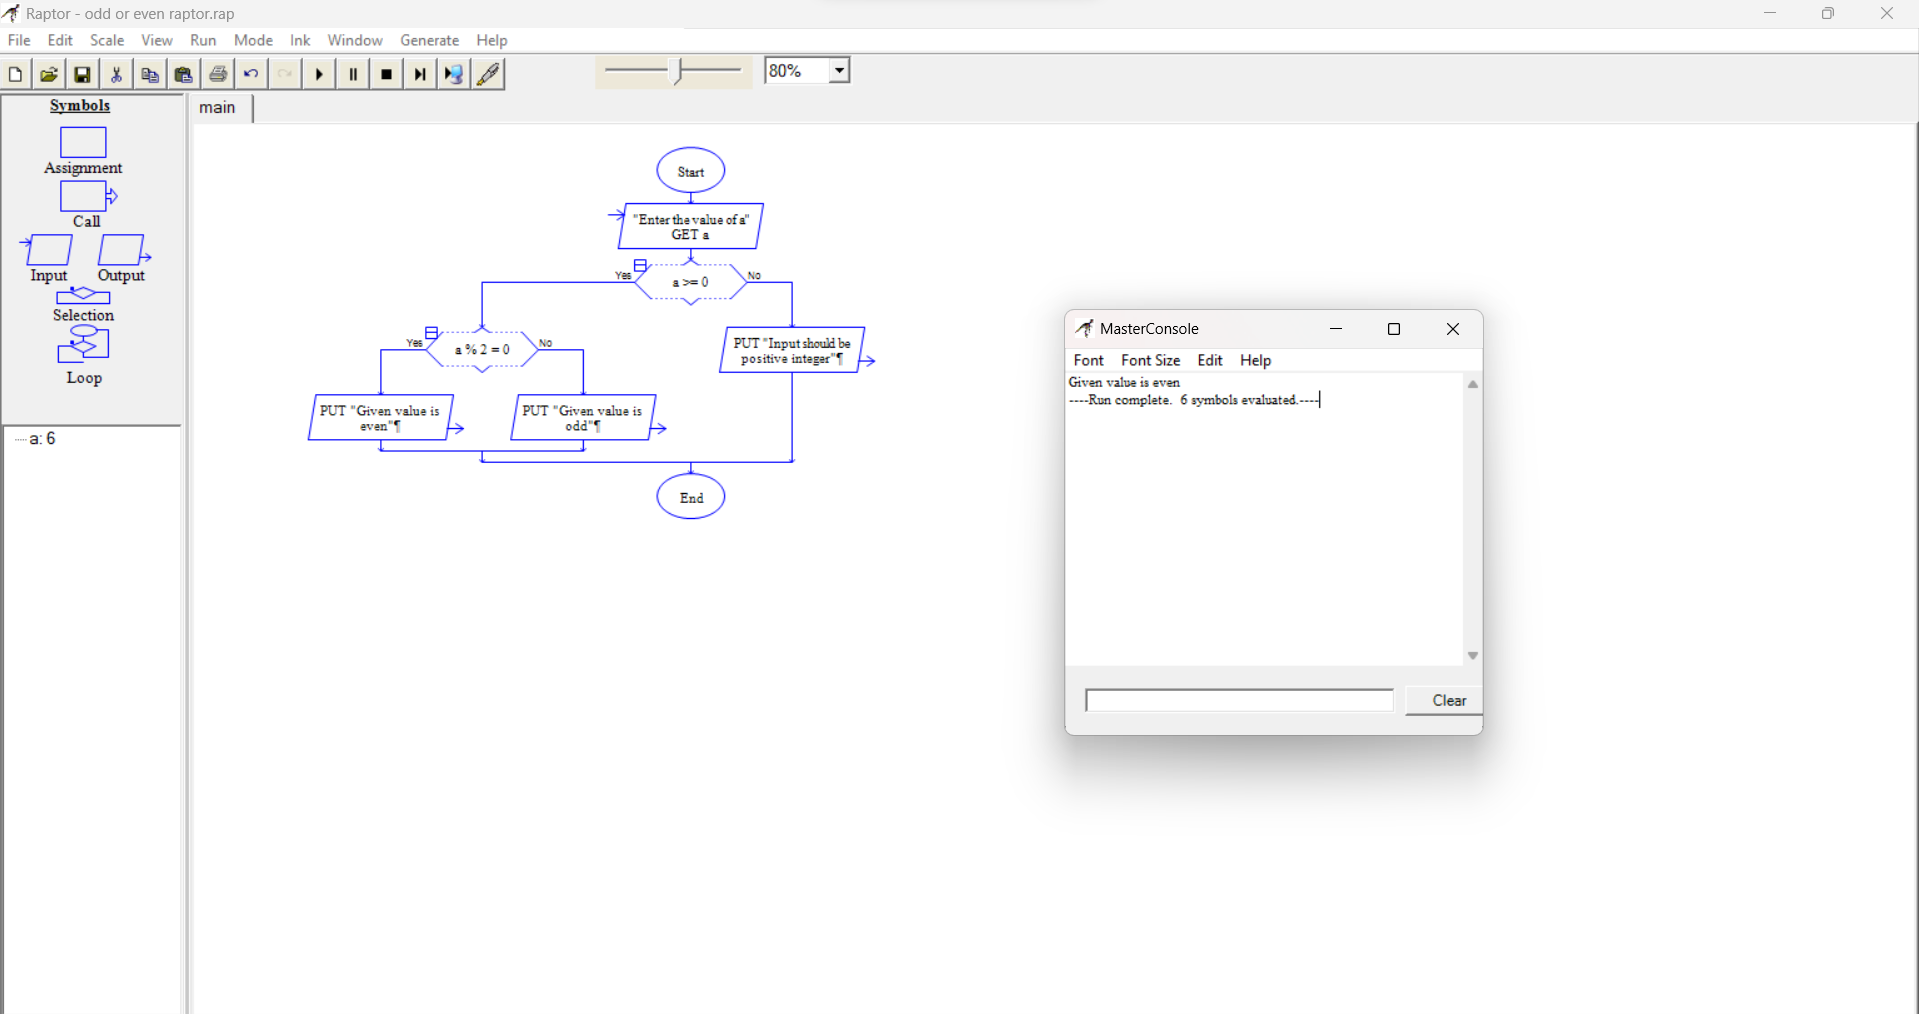 Raptor - odd or even raptor.rap
File Edit Scale View Run Mode Ink Window Generate Help
80%
Symbols
Assignment
Call
Input Output
Selection
Loop
a: 6
main
Start
"Enter the value of a"
GET a
Yes
a >= 0
No
Yes
a % 2 = 0
No
PUT "Input should be
positive integer"¶
PUT "Given value is
even"¶
PUT "Given value is
odd"¶
End
MasterConsole
Font Font Size Edit Help
Given value is even
----Run complete. 6 symbols evaluated.----
Clear